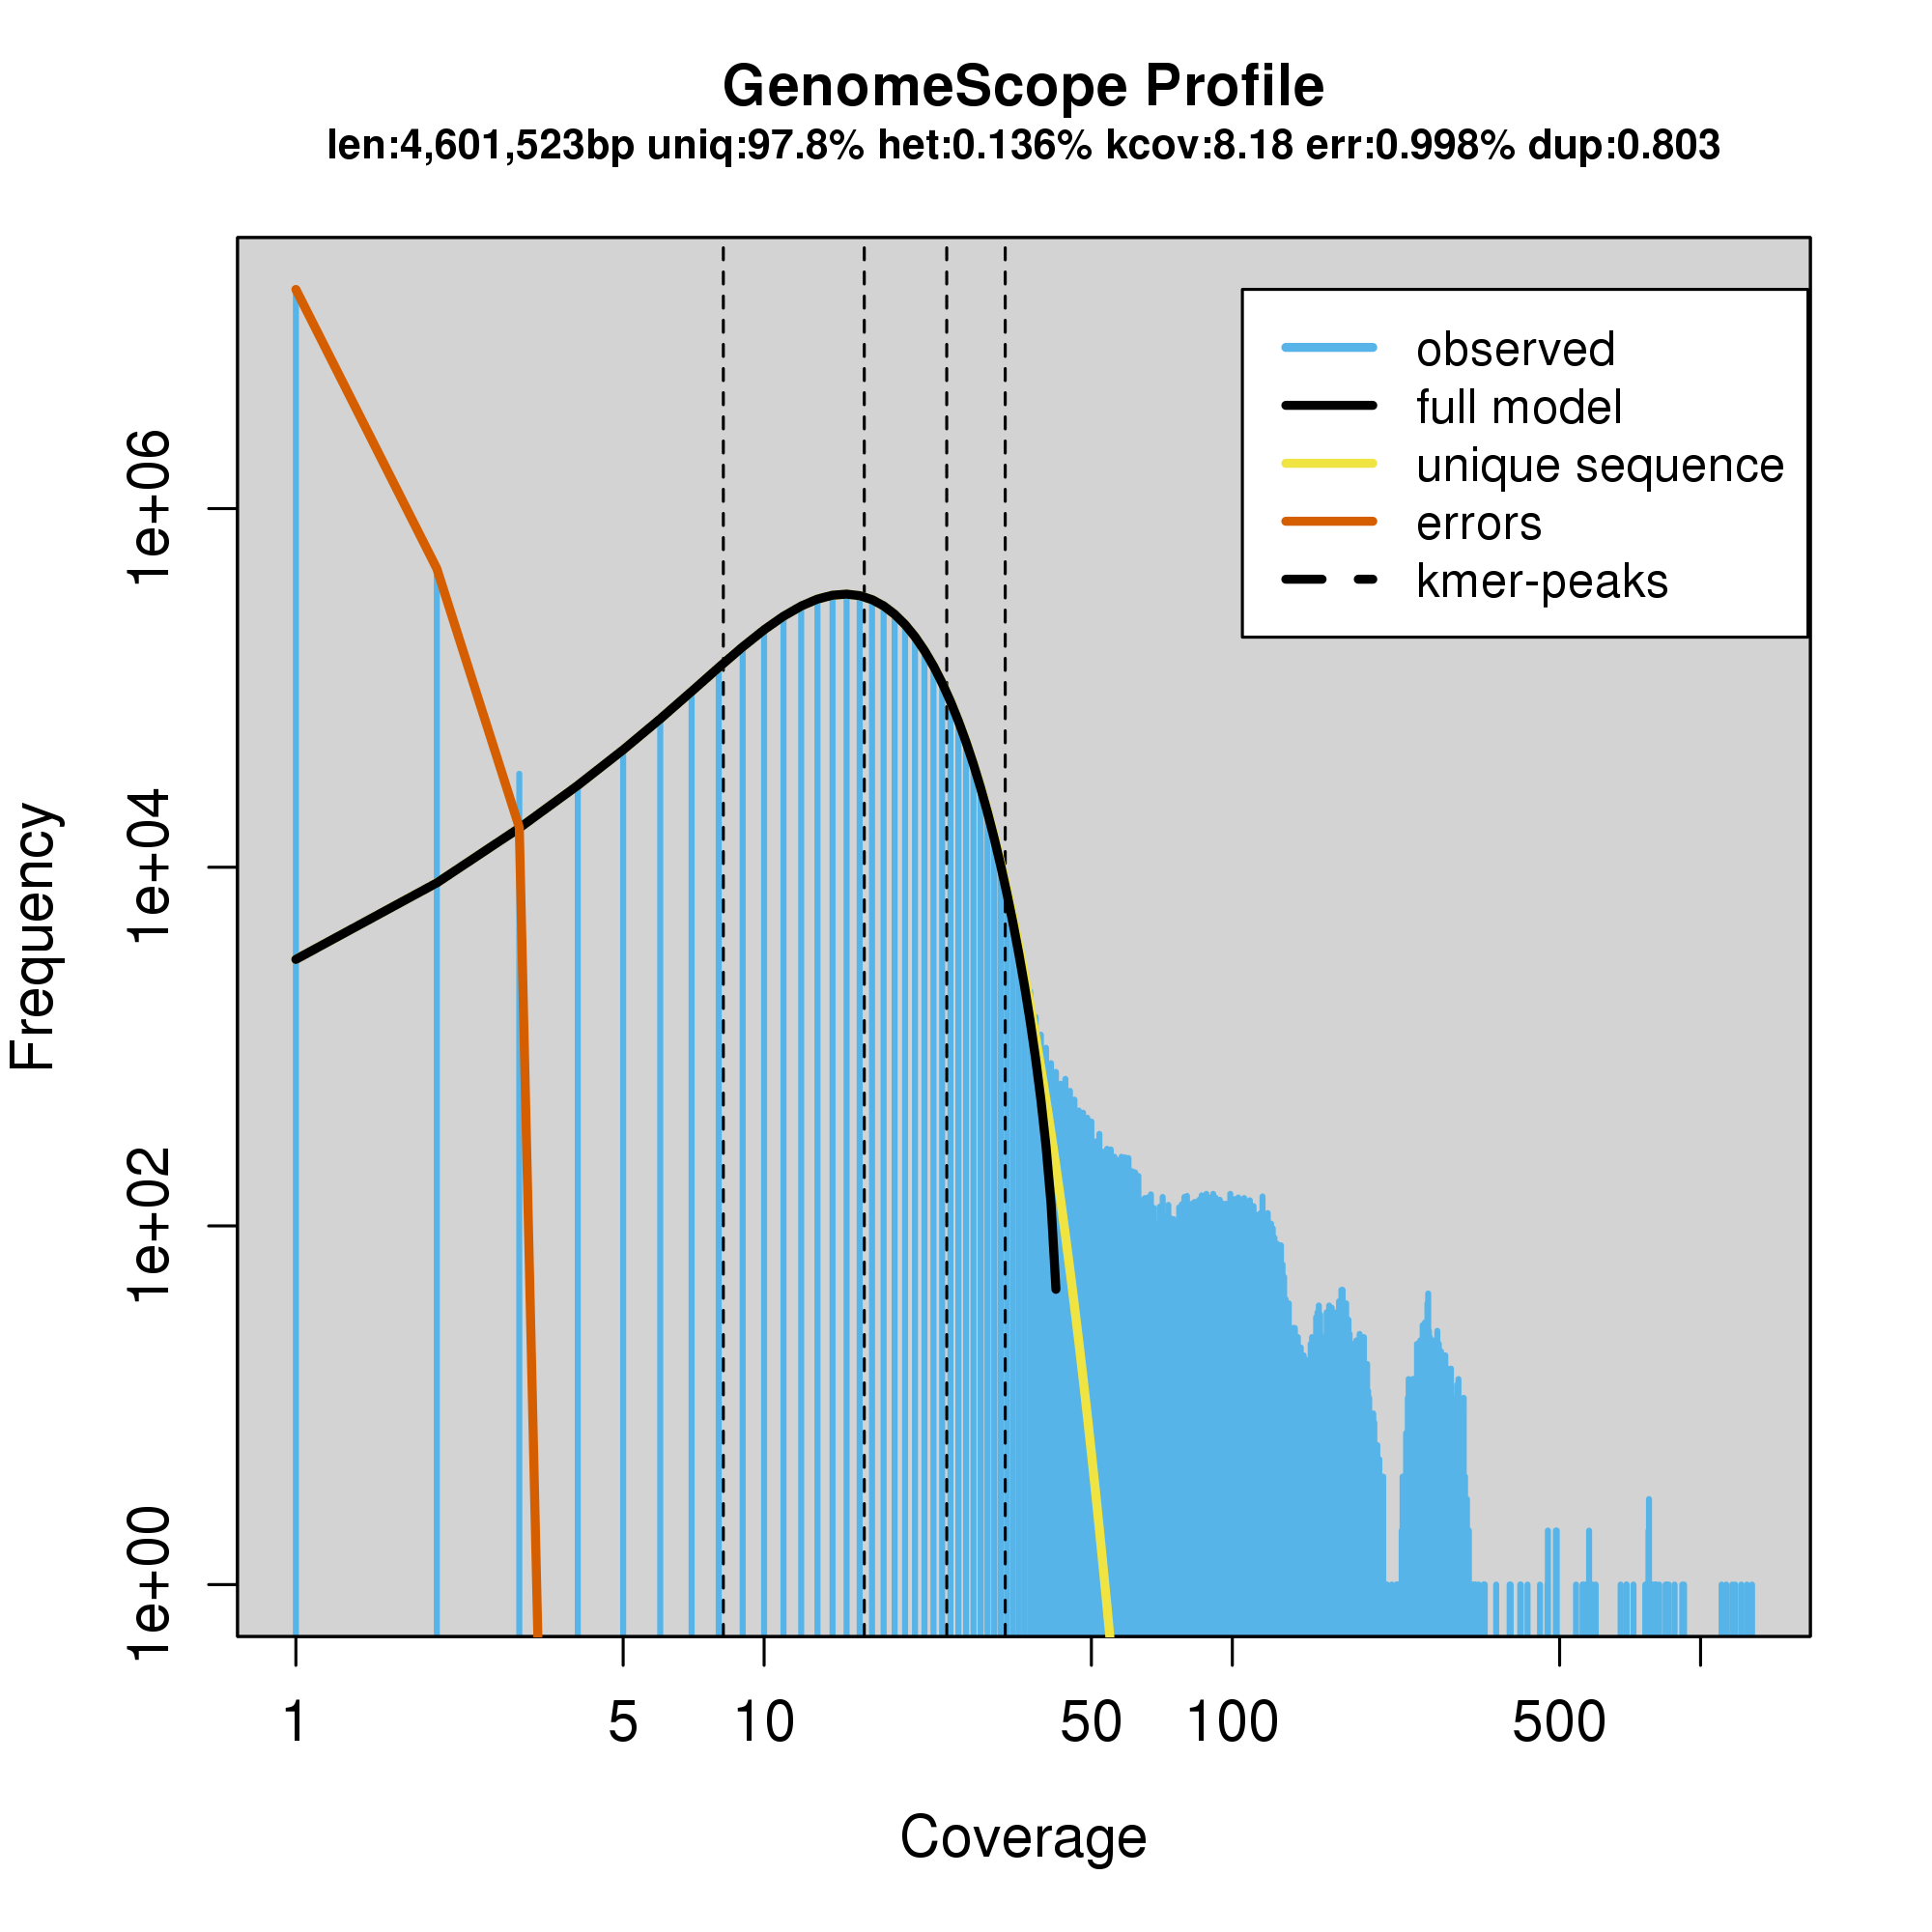 GenomeScope Profile
len:4,601,523bp uniq:97.8% het:0.136% kcov:8.18 err:0.998% dup:0.803
observed
full model
unique sequence
errors
kmer-peaks
Frequency
1e+06
1e+04
1e+02
1e+00
1 5 10 50 100 500
Coverage